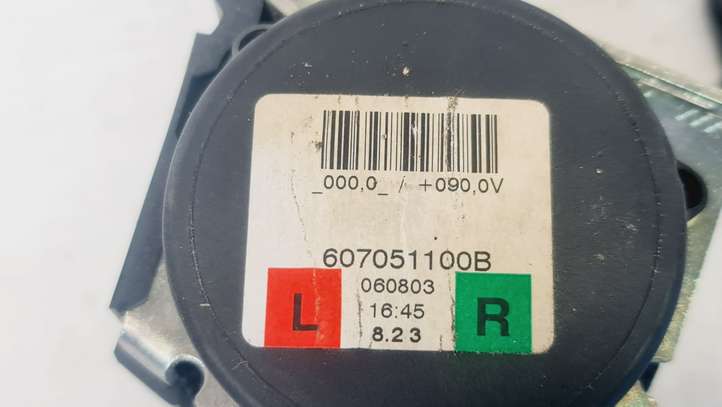 _000,0_ / +090,0V
607051100B
060803
L 16:45 R
8.23